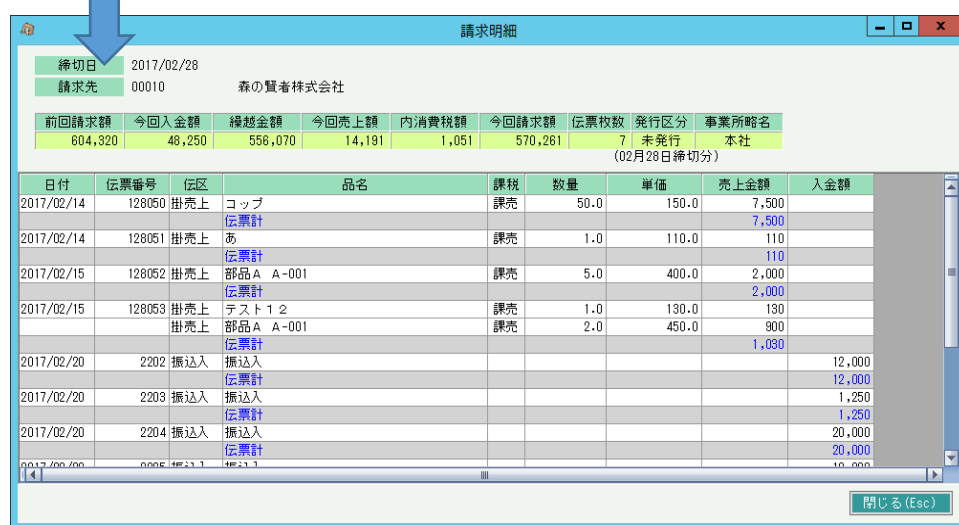 請求明細
締切日 2017/02/28
請求先 00010 森の賢者株式会社
前回請求額 今回入金額 繰越金額 今回売上額 内消費税額 今回請求額 伝票枚数 発行区分 事業所略名
604,320 48,250 556,070 14,191 1,051 570,261 7 未発行 本社
(02月28日締切分)
日付 伝票番号 伝区 品名 課税 数量 単価 売上金額 入金額
2017/02/14 128050 掛売上 コップ 課売 50.0 150.0 7,500
伝票計 7,500
2017/02/14 128051 掛売上 あ 課売 1.0 110.0 110
伝票計 110
2017/02/15 128052 掛売上 部品A A-001 課売 5.0 400.0 2,000
伝票計 2,000
2017/02/15 128053 掛売上 テスト12 課売 1.0 130.0 130
掛売上 部品A A-001 課売 2.0 450.0 900
伝票計 1,030
2017/02/20 2202 振込入 振込入 12,000
伝票計 12,000
2017/02/20 2203 振込入 振込入 1,250
伝票計 1,250
2017/02/20 2204 振込入 振込入 20,000
伝票計 20,000
閉じる(Esc)